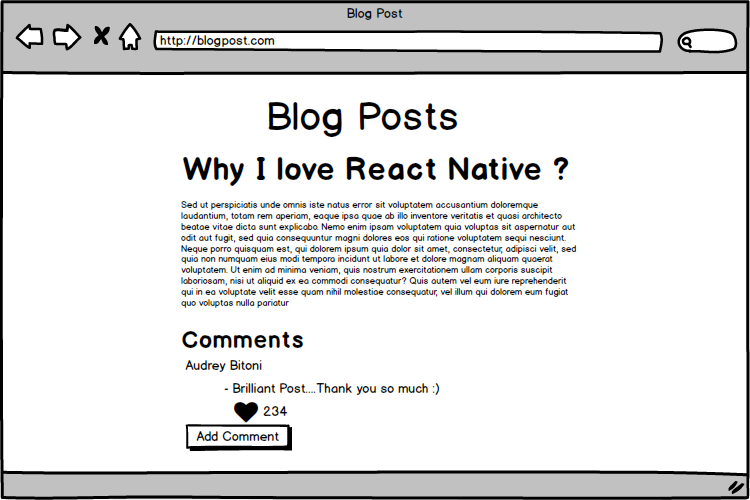 Blog Post
http://blogpost.com
Blog Posts
Why I love React Native ?
Sed ut perspiciatis unde omnis iste natus error sit voluptatem accusantium doloremque
laudantium, totam rem aperiam, eaque ipsa quae ab illo inventore veritatis et quasi architecto
beatae vitae dicta sunt explicabo. Nemo enim ipsam voluptatem quia voluptas sit aspernatur aut
odit aut fugit, sed quia consequuntur magni dolores eos qui ratione voluptatem sequi nesciunt.
Neque porro quisquam est, qui dolorem ipsum quia dolor sit amet, consectetur, adipisci velit, sed
quia non numquam eius modi tempora incidunt ut labore et dolore magnam aliquam quaerat
voluptatem. Ut enim ad minima veniam, quis nostrum exercitationem ullam corporis suscipit
laboriosam, nisi ut aliquid ex ea commodi consequatur? Quis autem vel eum iure reprehenderit
qui in ea voluptate velit esse quam nihil molestiae consequatur, vel illum qui dolorem eum fugiat
quo voluptas nulla pariatur
Comments
Audrey Bitoni
- Brilliant Post....Thank you so much :)
234
Add Comment